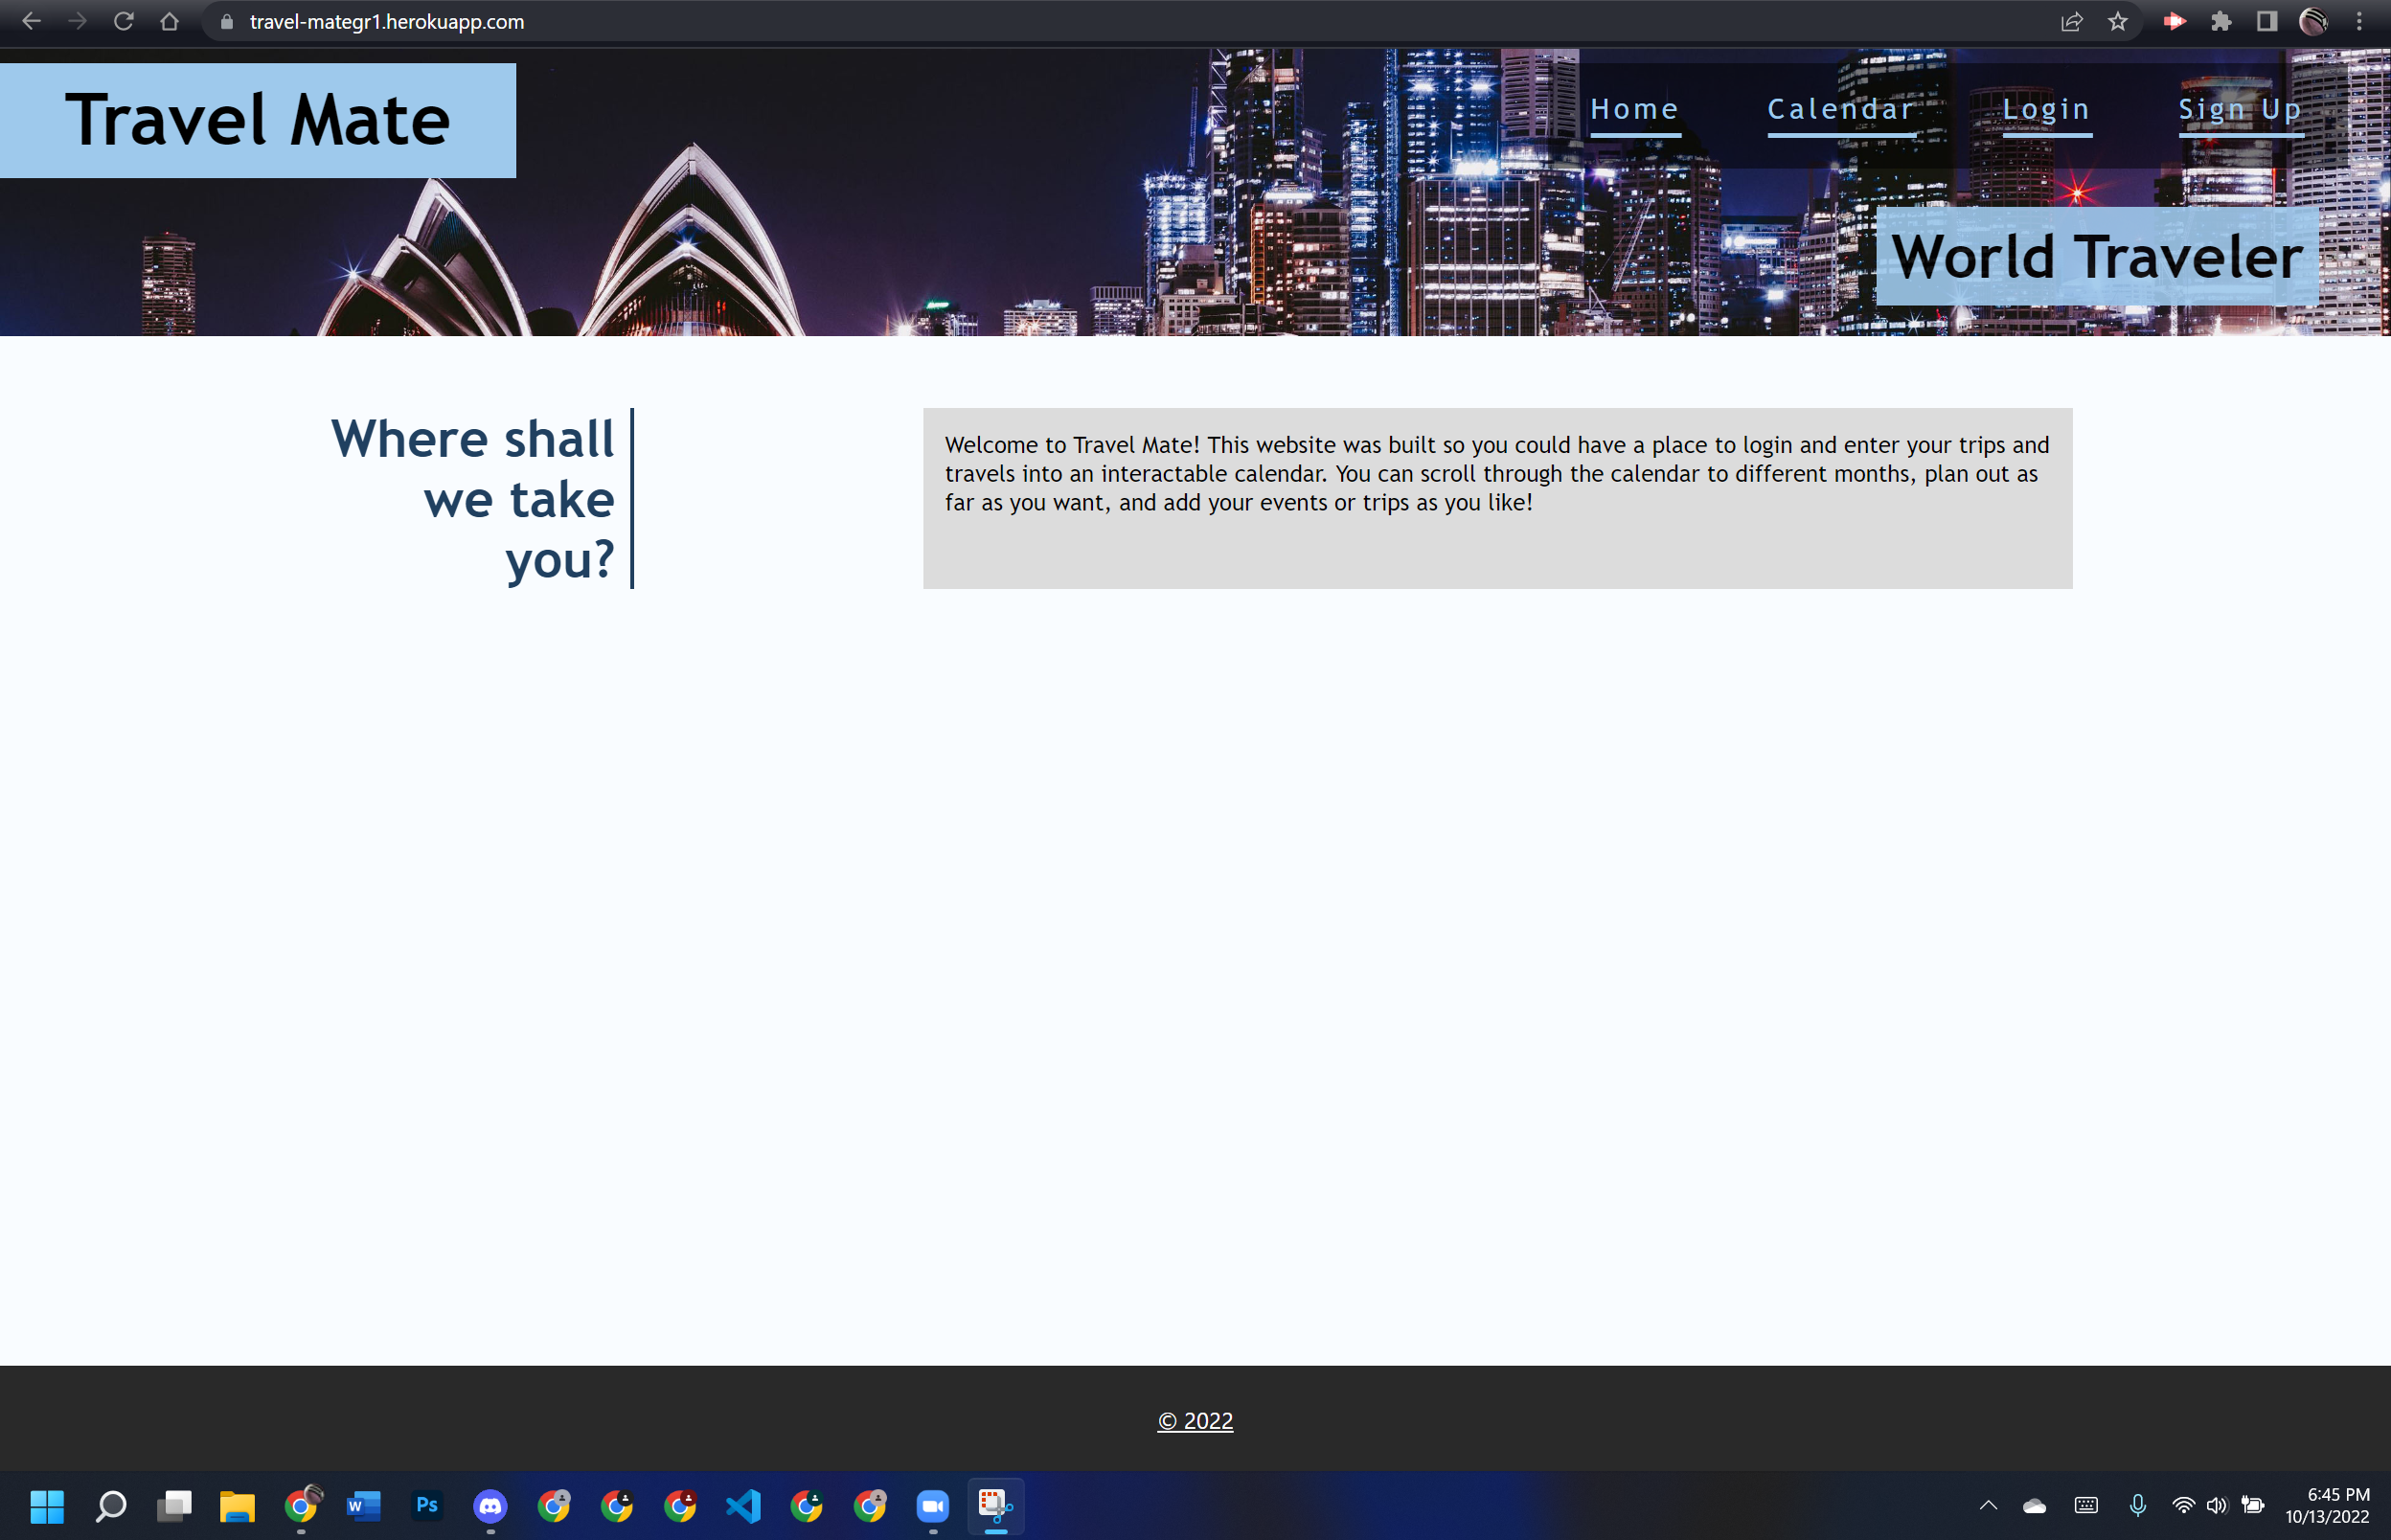 travel-mategr1.herokuapp.com
Travel Mate
Home Calendar Login Sign Up
World Traveler
Where shall
we take
you?
Welcome to Travel Mate! This website was built so you could have a place to login and enter your trips and
travels into an interactable calendar. You can scroll through the calendar to different months, plan out as
far as you want, and add your events or trips as you like!
© 2022
W
Ps
6:45 PM
10/13/2022